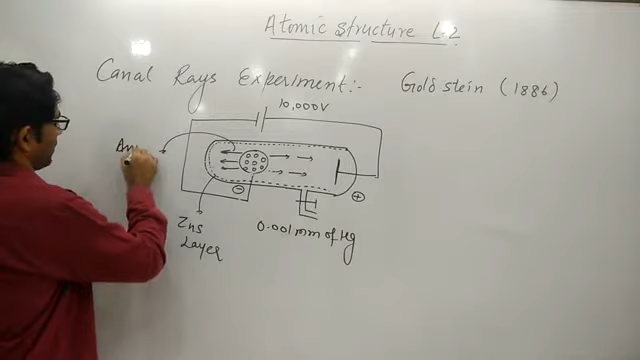 Atomic structure L.2
Canal Rays Experiment:- Goldstein (1886)
10,000V
An
⊖
⊕
Zns
Layer
0.001 mm of Hg